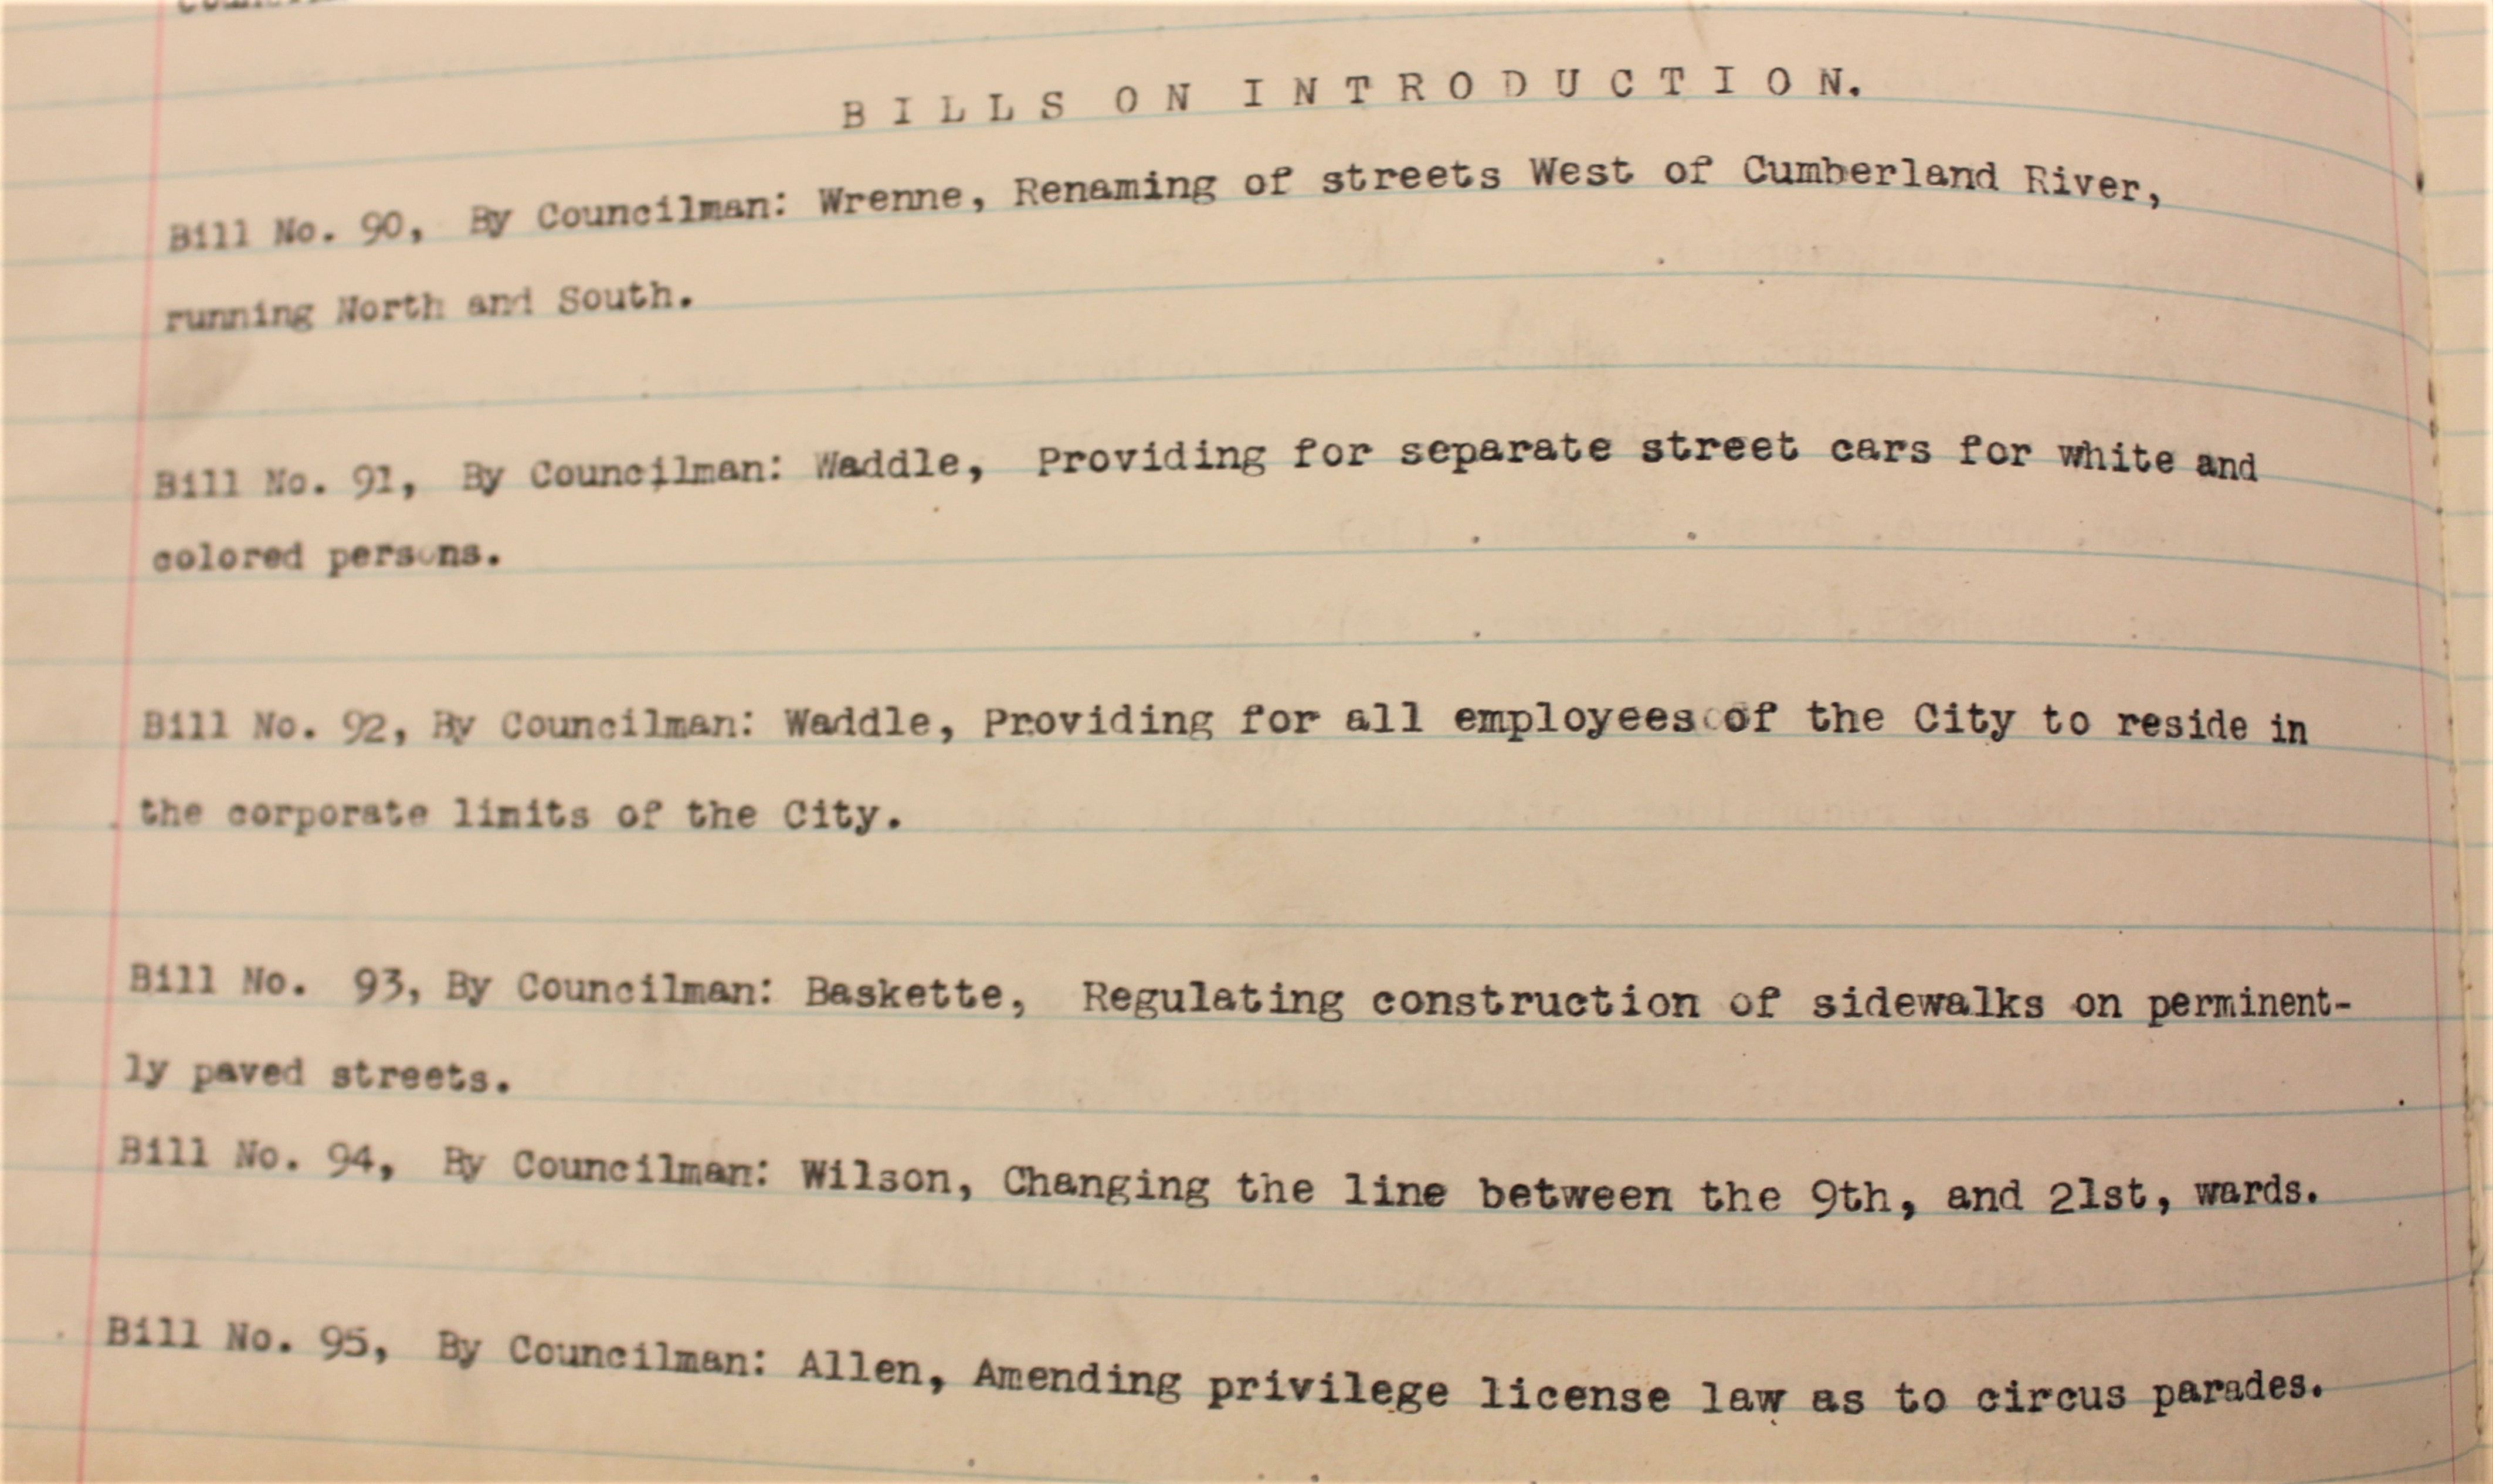 B I L L S  O N  I N T R O D U C T I O N.
Bill No. 90, By Councilman: Wrenne, Renaming of streets West of Cumberland River,
running North and South.
Bill No. 91, By Councilman: Waddle, Providing for separate street cars for white and
colored persons.
Bill No. 92, By Councilman: Waddle, Providing for all employees of the City to reside in
the corporate limits of the City.
Bill No. 93, By Councilman: Baskette, Regulating construction of sidewalks on perminent-
ly paved streets.
Bill No. 94, By Councilman: Wilson, Changing the line between the 9th, and 21st, wards.
Bill No. 95, By Councilman: Allen, Amending privilege license law as to circus parades.